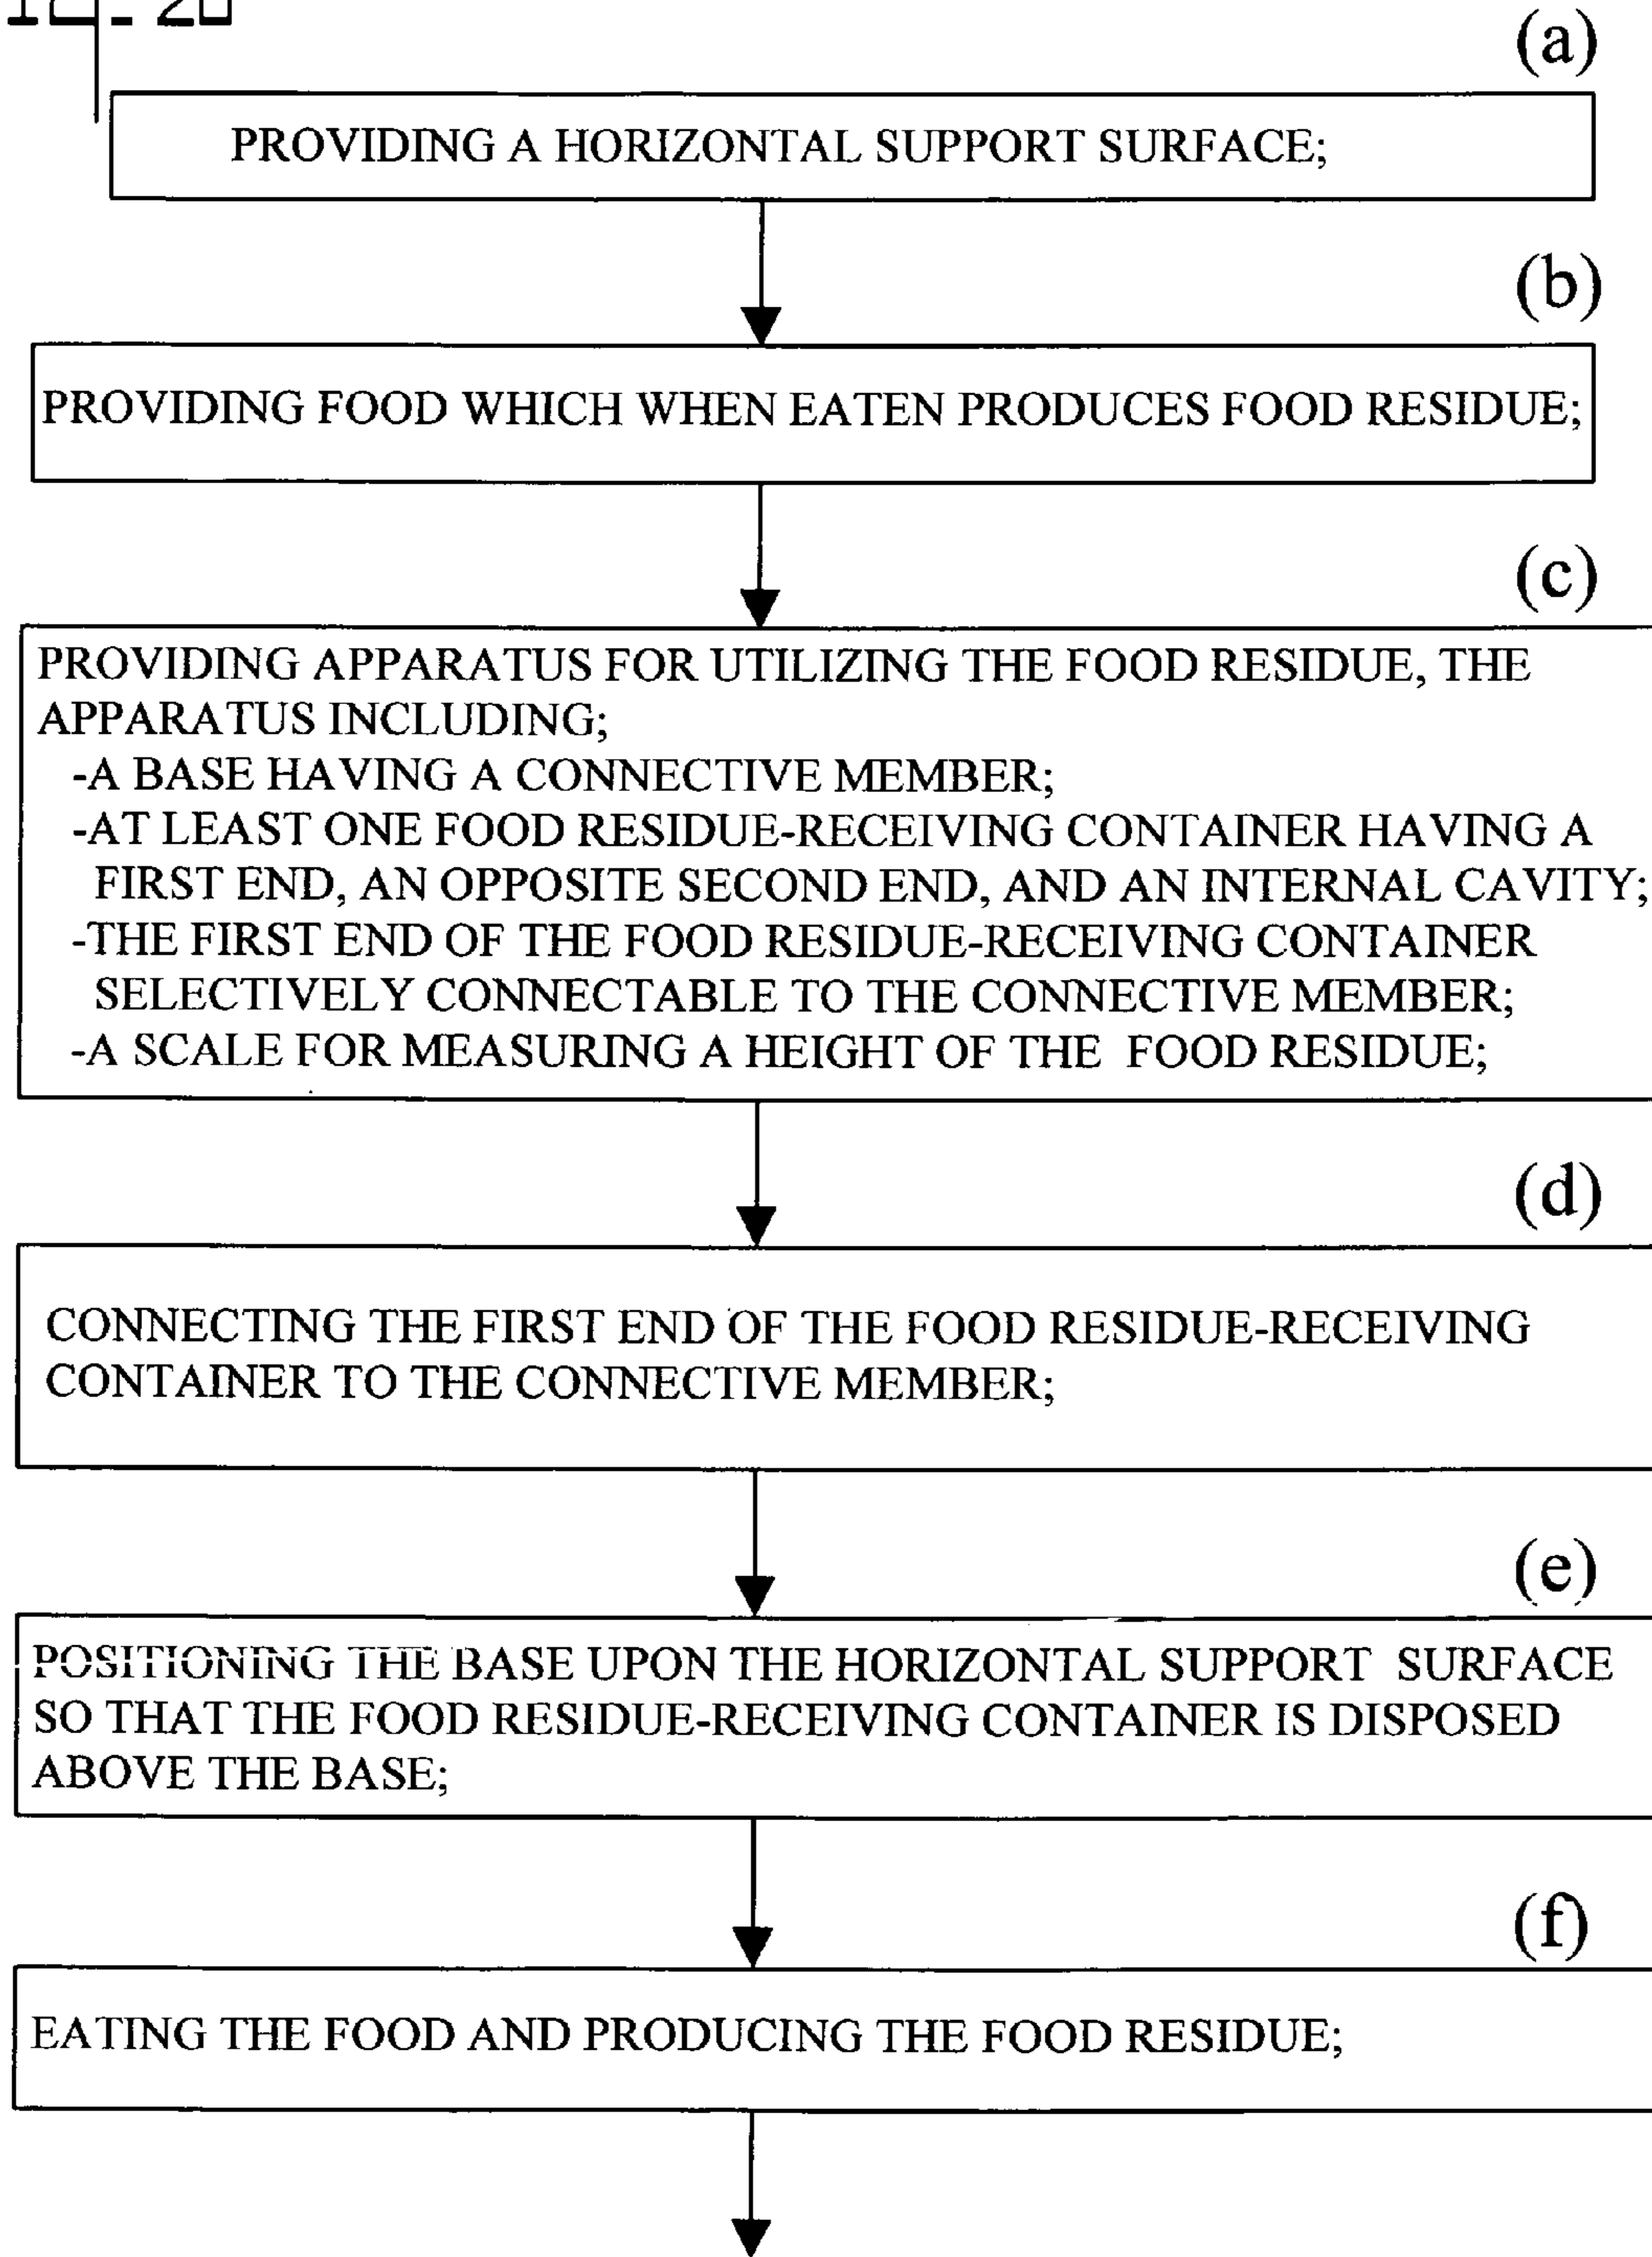 (a)
PROVIDING A HORIZONTAL SUPPORT SURFACE;
(b)
PROVIDING FOOD WHICH WHEN EATEN PRODUCES FOOD RESIDUE;
(c)
PROVIDING APPARATUS FOR UTILIZING THE FOOD RESIDUE, THE
APPARATUS INCLUDING;
-A BASE HAVING A CONNECTIVE MEMBER;
-AT LEAST ONE FOOD RESIDUE-RECEIVING CONTAINER HAVING A
FIRST END, AN OPPOSITE SECOND END, AND AN INTERNAL CAVITY;
-THE FIRST END OF THE FOOD RESIDUE-RECEIVING CONTAINER
SELECTIVELY CONNECTABLE TO THE CONNECTIVE MEMBER;
-A SCALE FOR MEASURING A HEIGHT OF THE FOOD RESIDUE;
(d)
CONNECTING THE FIRST END OF THE FOOD RESIDUE-RECEIVING
CONTAINER TO THE CONNECTIVE MEMBER;
(e)
POSITIONING THE BASE UPON THE HORIZONTAL SUPPORT SURFACE
SO THAT THE FOOD RESIDUE-RECEIVING CONTAINER IS DISPOSED
ABOVE THE BASE;
(f)
EATING THE FOOD AND PRODUCING THE FOOD RESIDUE;